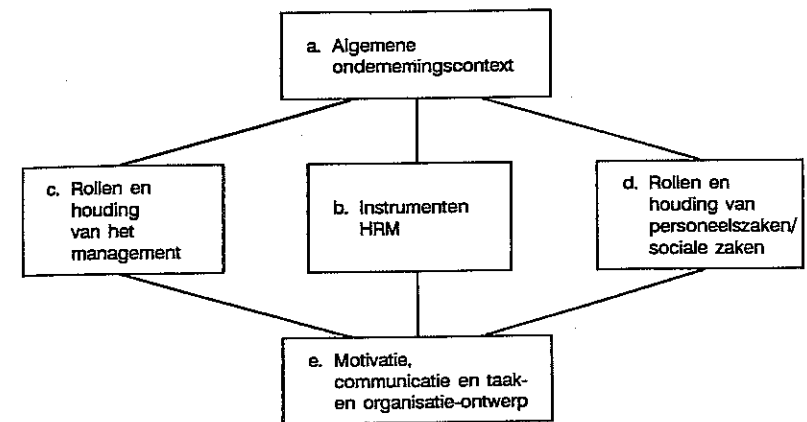 a. Algemene
ondernemingscontext
c. Rollen en
houding
van het
management
b. Instrumenten
HRM
d. Rollen en
houding van
personeelszaken/
sociale zaken
e. Motivatie,
communicatie en taak-
en organisatie-ontwerp